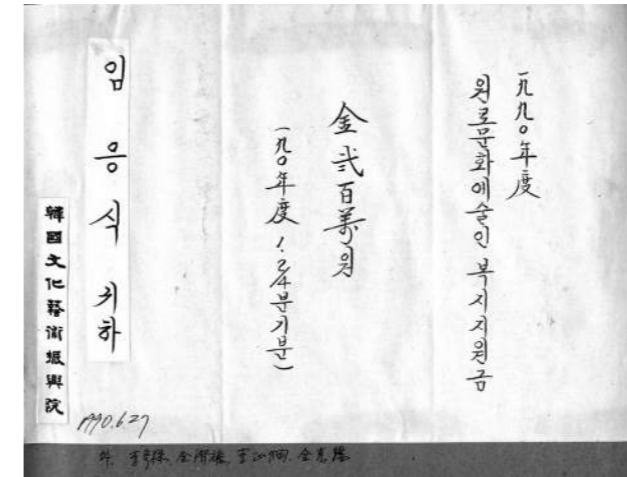 一九九○年度
원로문화예술인 복지지원금
金 弐百萬 원
一九九○年度 1. 2/4분기분)
임 응 식 귀하
韓國文化藝術振興院
1990.6.27